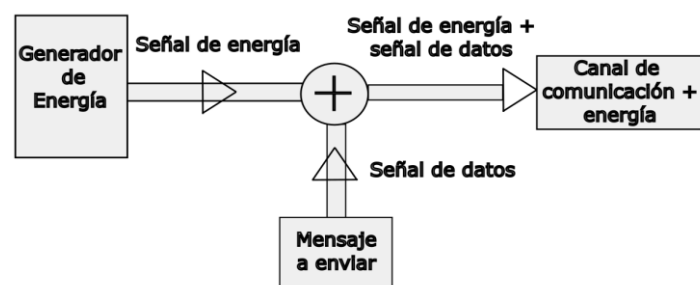 Generador
de
Energía
Señal de energía
Señal de energía +
señal de datos
Canal de
comunicación +
energía
+
Señal de datos
Mensaje
a enviar